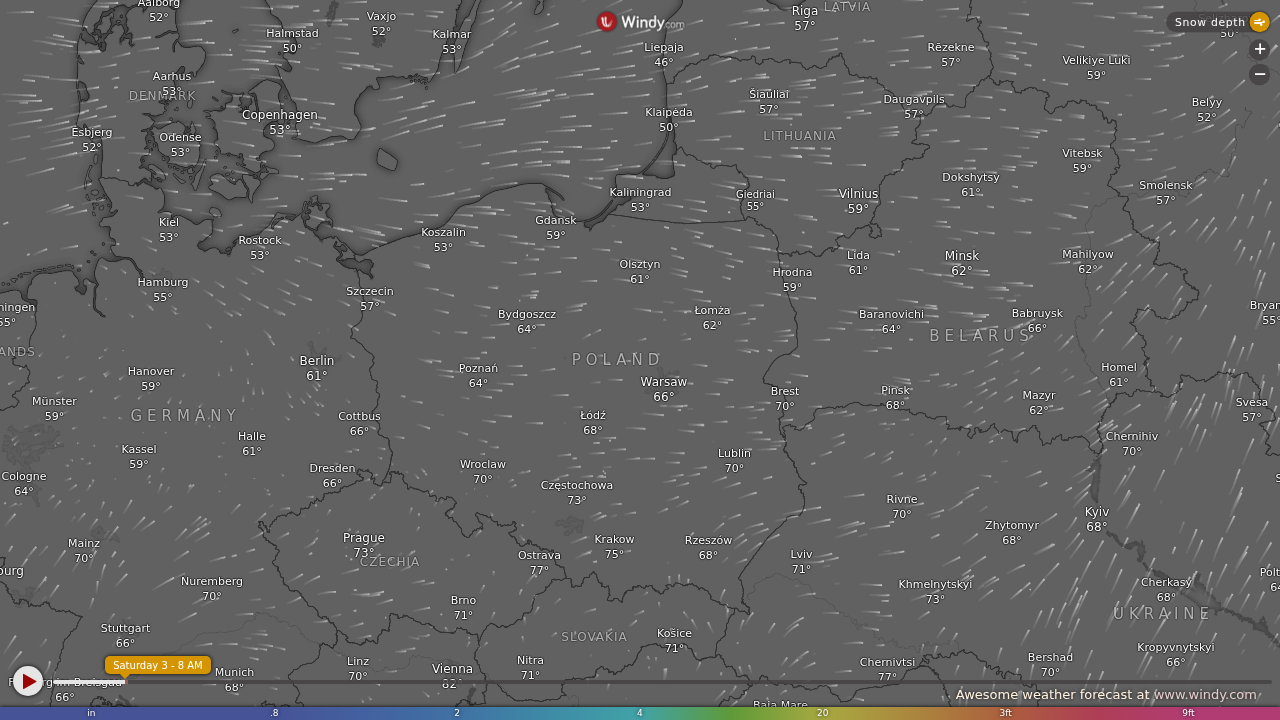 Aalborg
52°
Vaxjo
52°
Riga
57°
LATVIA
Windy.com
Snow depth
50°
Halmstad
50°
Kalmar
53°
Liepaja
46°
Rēzekne
57°
Velikiye Luki
59°
+
−
Aarhus
53°
DENMARK
Copenhagen
53°
Klaipėda
50°
Šiauliai
57°
Daugavpils
57°
Belyy
52°
Esbjerg
52°
Odense
53°
LITHUANIA
Vitebsk
59°
Dokshytsy
61°
Smolensk
57°
Kaliningrad
53°
Giedriai
55°
Vilnius
59°
Kiel
53°
Rostock
53°
Koszalin
53°
Gdansk
59°
Olsztyn
61°
Lida
61°
Minsk
62°
Mahilyow
62°
Hrodna
59°
Hamburg
55°
Szczecin
57°
Bydgoszcz
64°
Łomża
62°
Baranovichi
64°
Babruysk
66°
BELARUS
55°
55°
Berlin
61°
POLAND
Hanover
59°
Poznań
64°
Warsaw
66°
Brest
70°
Pinsk
68°
Homel
61°
Mazyr
62°
Svesa
57°
Münster
59°
GERMANY
Cottbus
66°
Łódź
68°
Chernihiv
70°
Kassel
59°
Halle
61°
Lublin
70°
Cologne
64°
Dresden
66°
Wroclaw
70°
Częstochowa
73°
Rivne
70°
Kyiv
68°
Zhytomyr
68°
Mainz
70°
Prague
73°
CZECHIA
Ostrava
77°
Krakow
75°
Rzeszów
68°
Lviv
71°
Nuremberg
70°
Khmelnytskyi
73°
Cherkasy
68°
UKRAINE
Brno
71°
Stuttgart
66°
SLOVAKIA
Košice
71°
Kropyvnytskyi
66°
Saturday 3 - 8 AM
Munich
68°
Linz
70°
Vienna
82°
Nitra
71°
Chernivtsi
77°
Bershad
70°
66°
Awesome weather forecast at www.windy.com
Baia Mare
in
.8
2
4
20
3ft
9ft